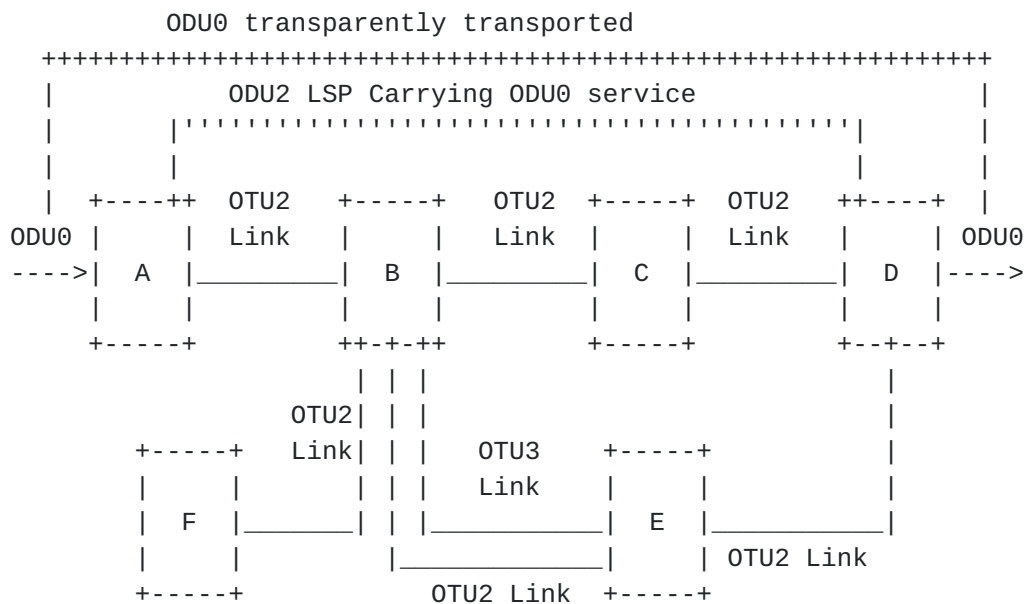 ODU0 transparently transported
ODU2 LSP Carrying ODU0 service
OTU2 OTU2 OTU2
ODU0 Link Link Link ODU0
A B C D
OTU2
Link OTU3
Link
F E
OTU2 Link
OTU2 Link